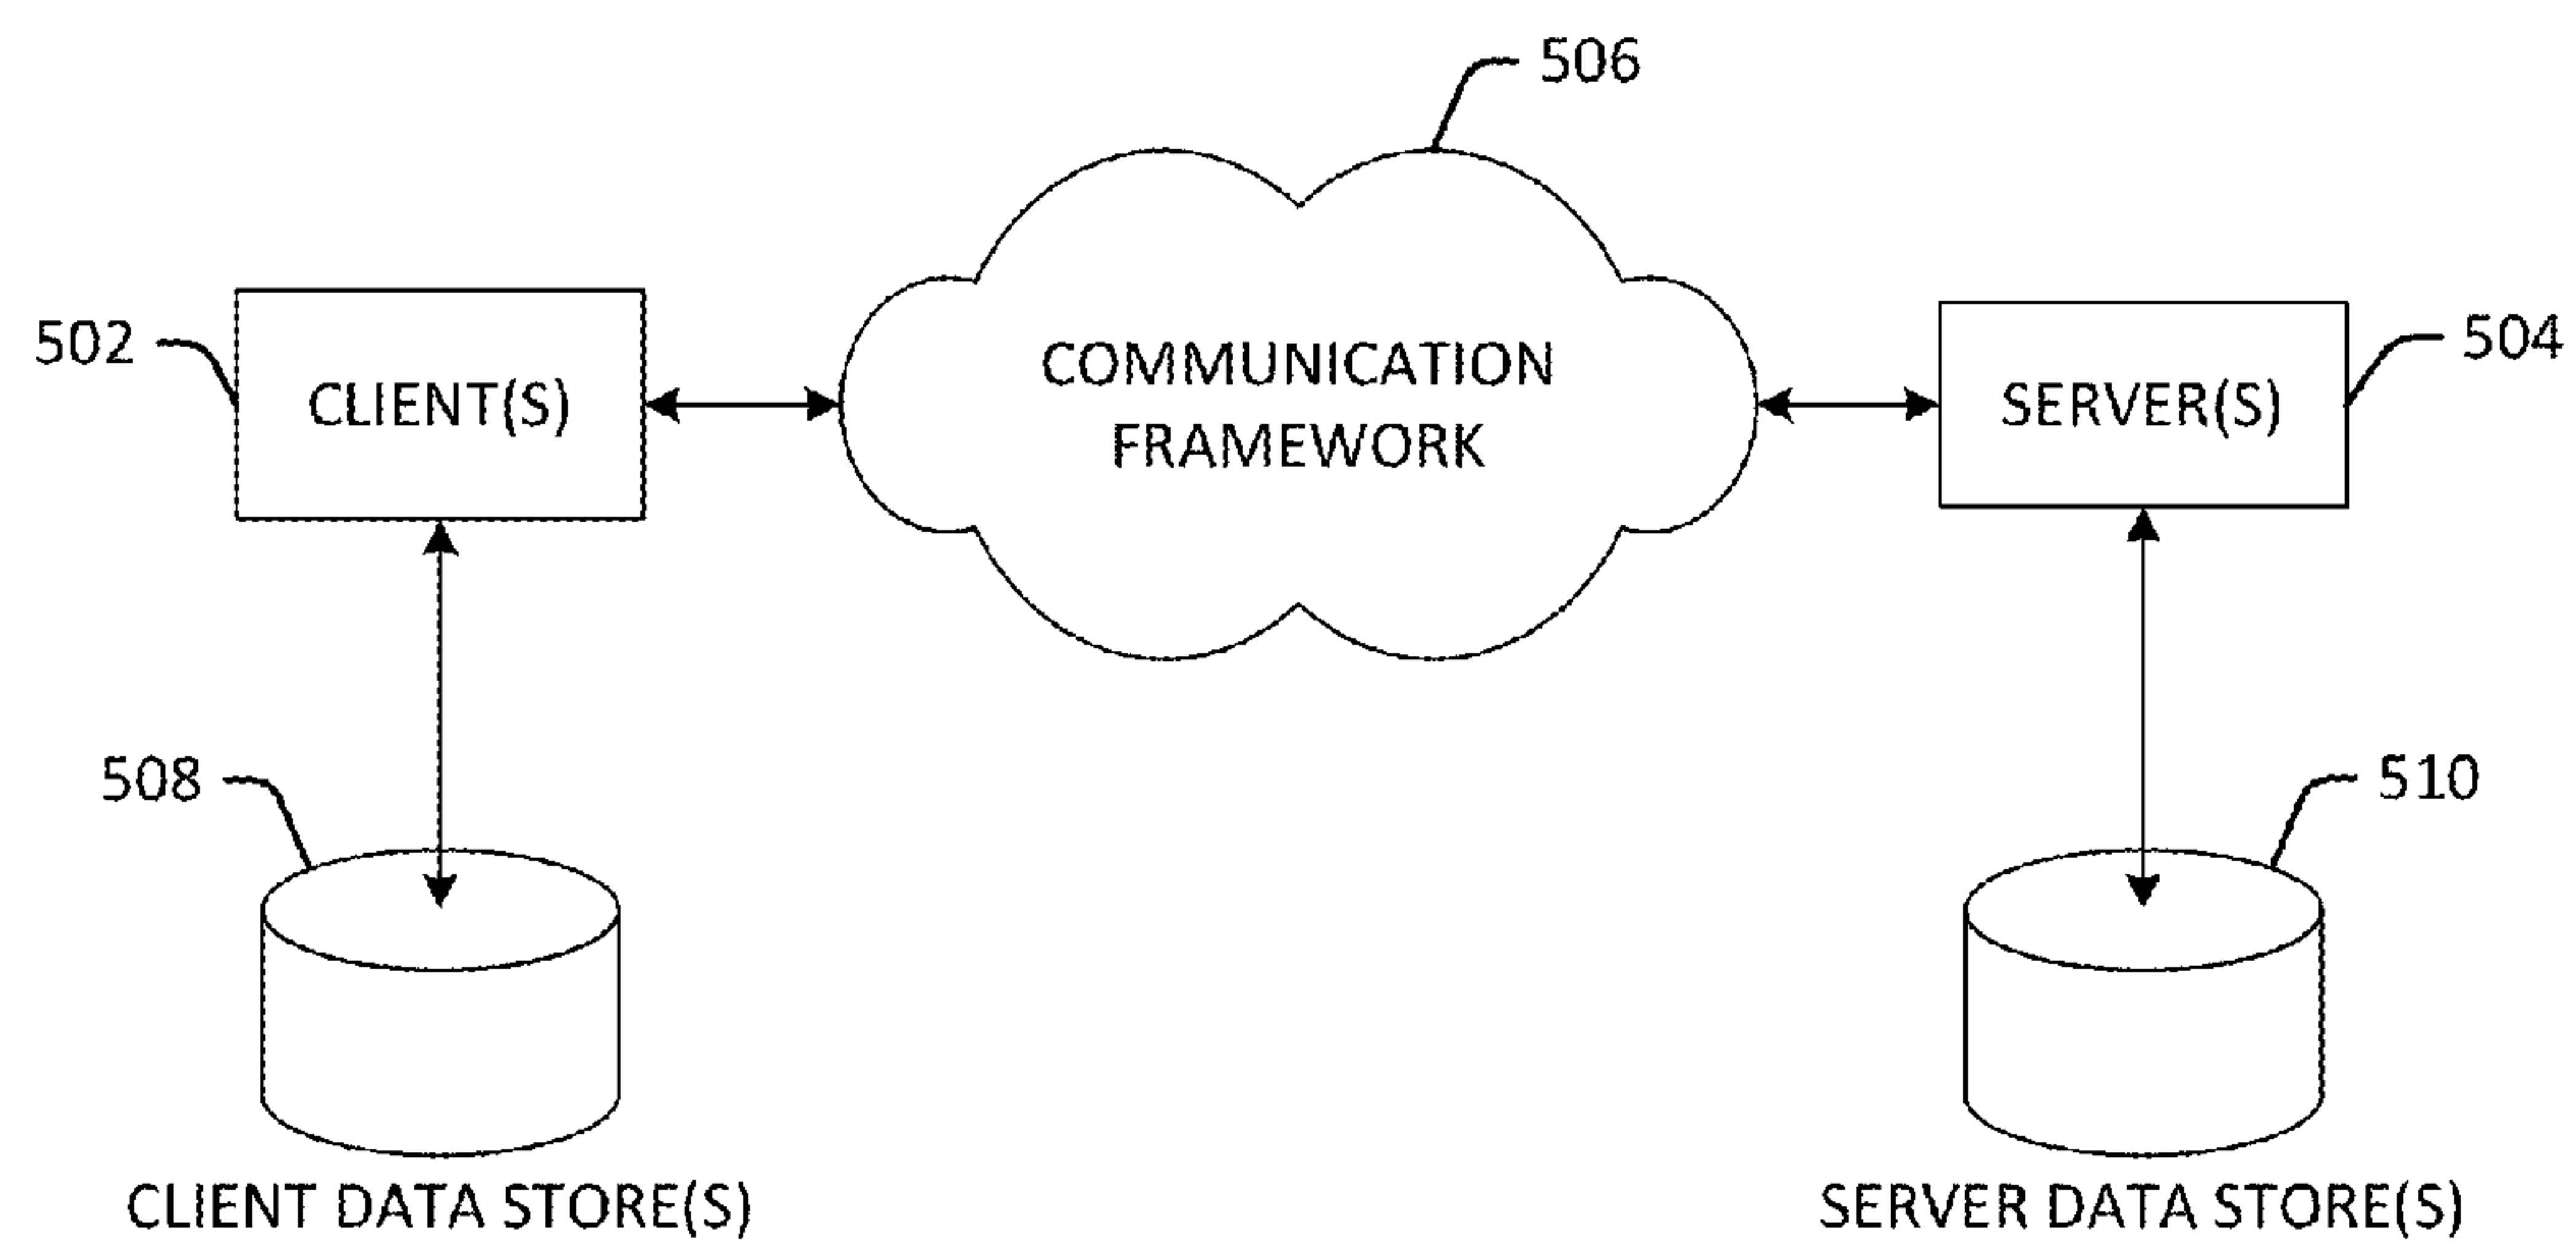 506
502
CLIENT(S)
COMMUNICATION
FRAMEWORK
SERVER(S)
504
508
510
CLIENT DATA STORE(S)
SERVER DATA STORE(S)